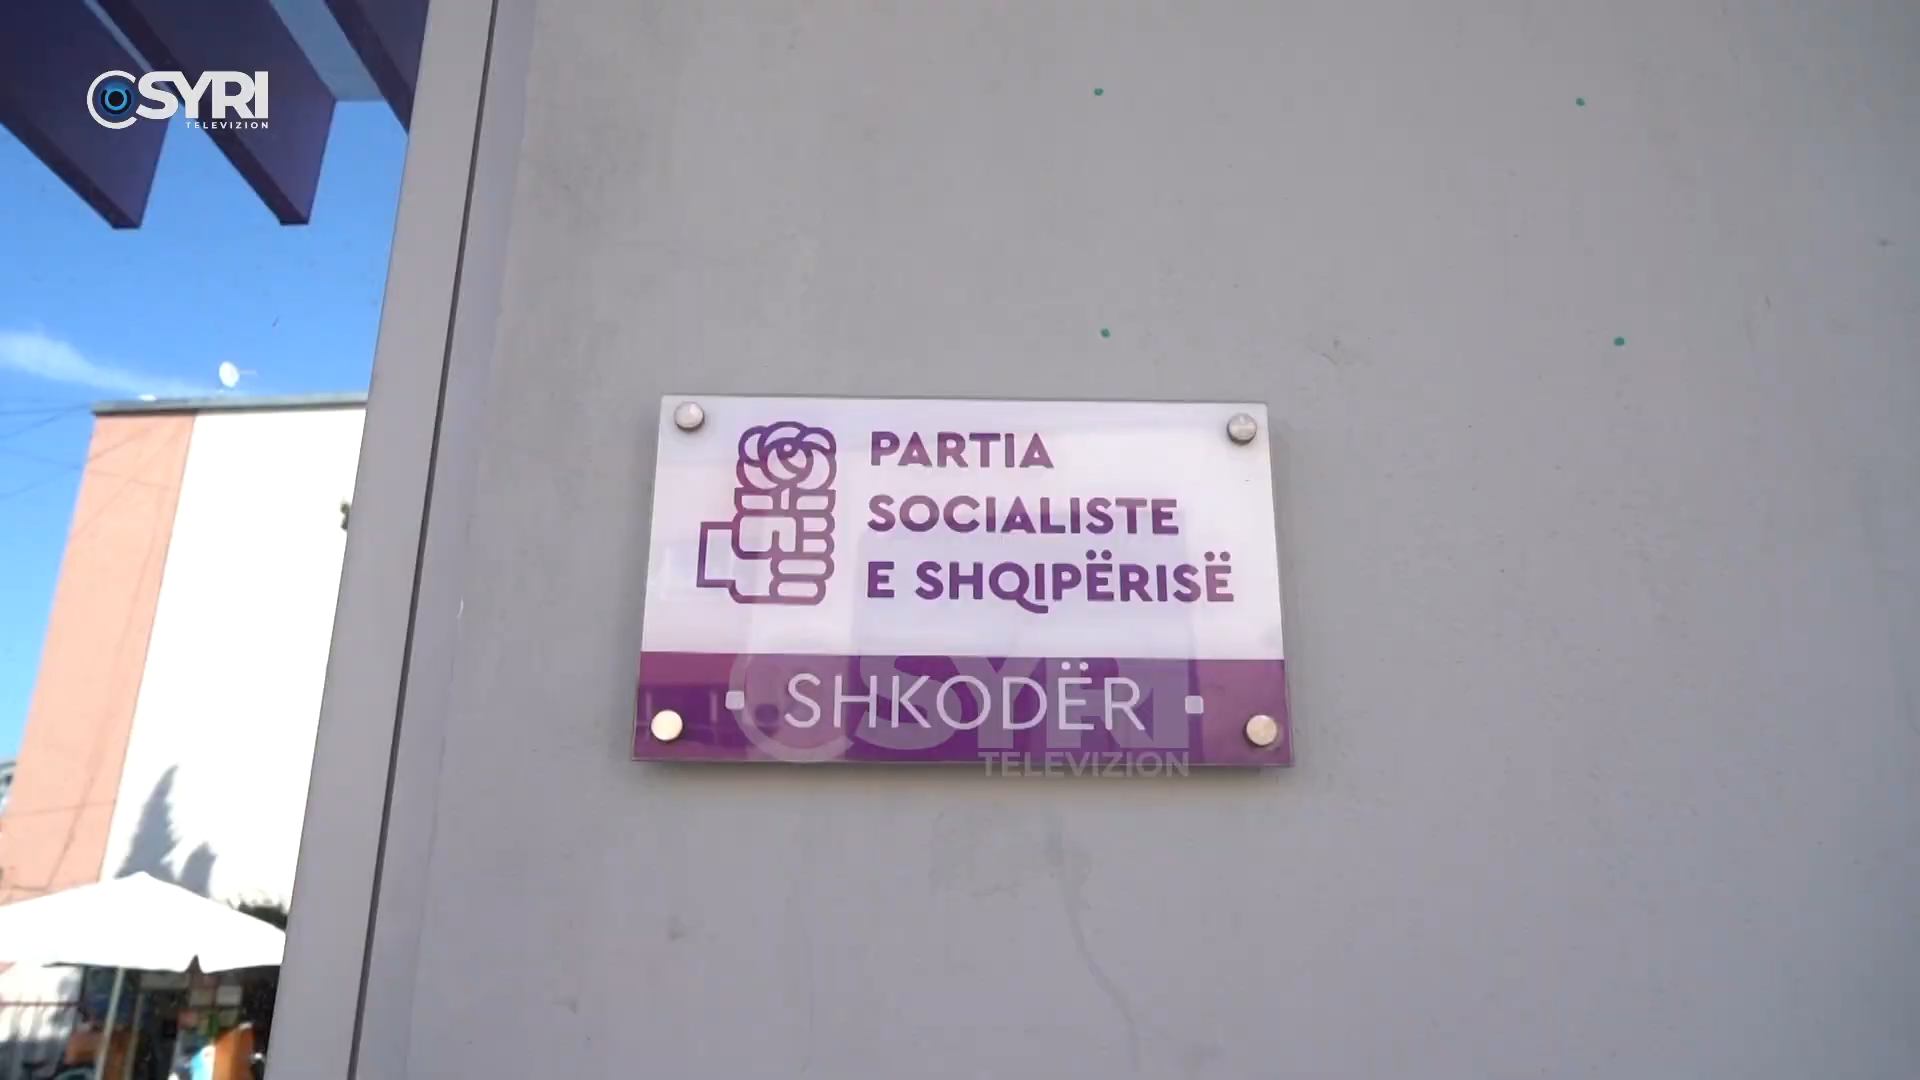 SYRI
TELEVIZION
PARTIA
SOCIALISTE
E SHQIPËRISË
SHKODËR
SYRI
TELEVIZION